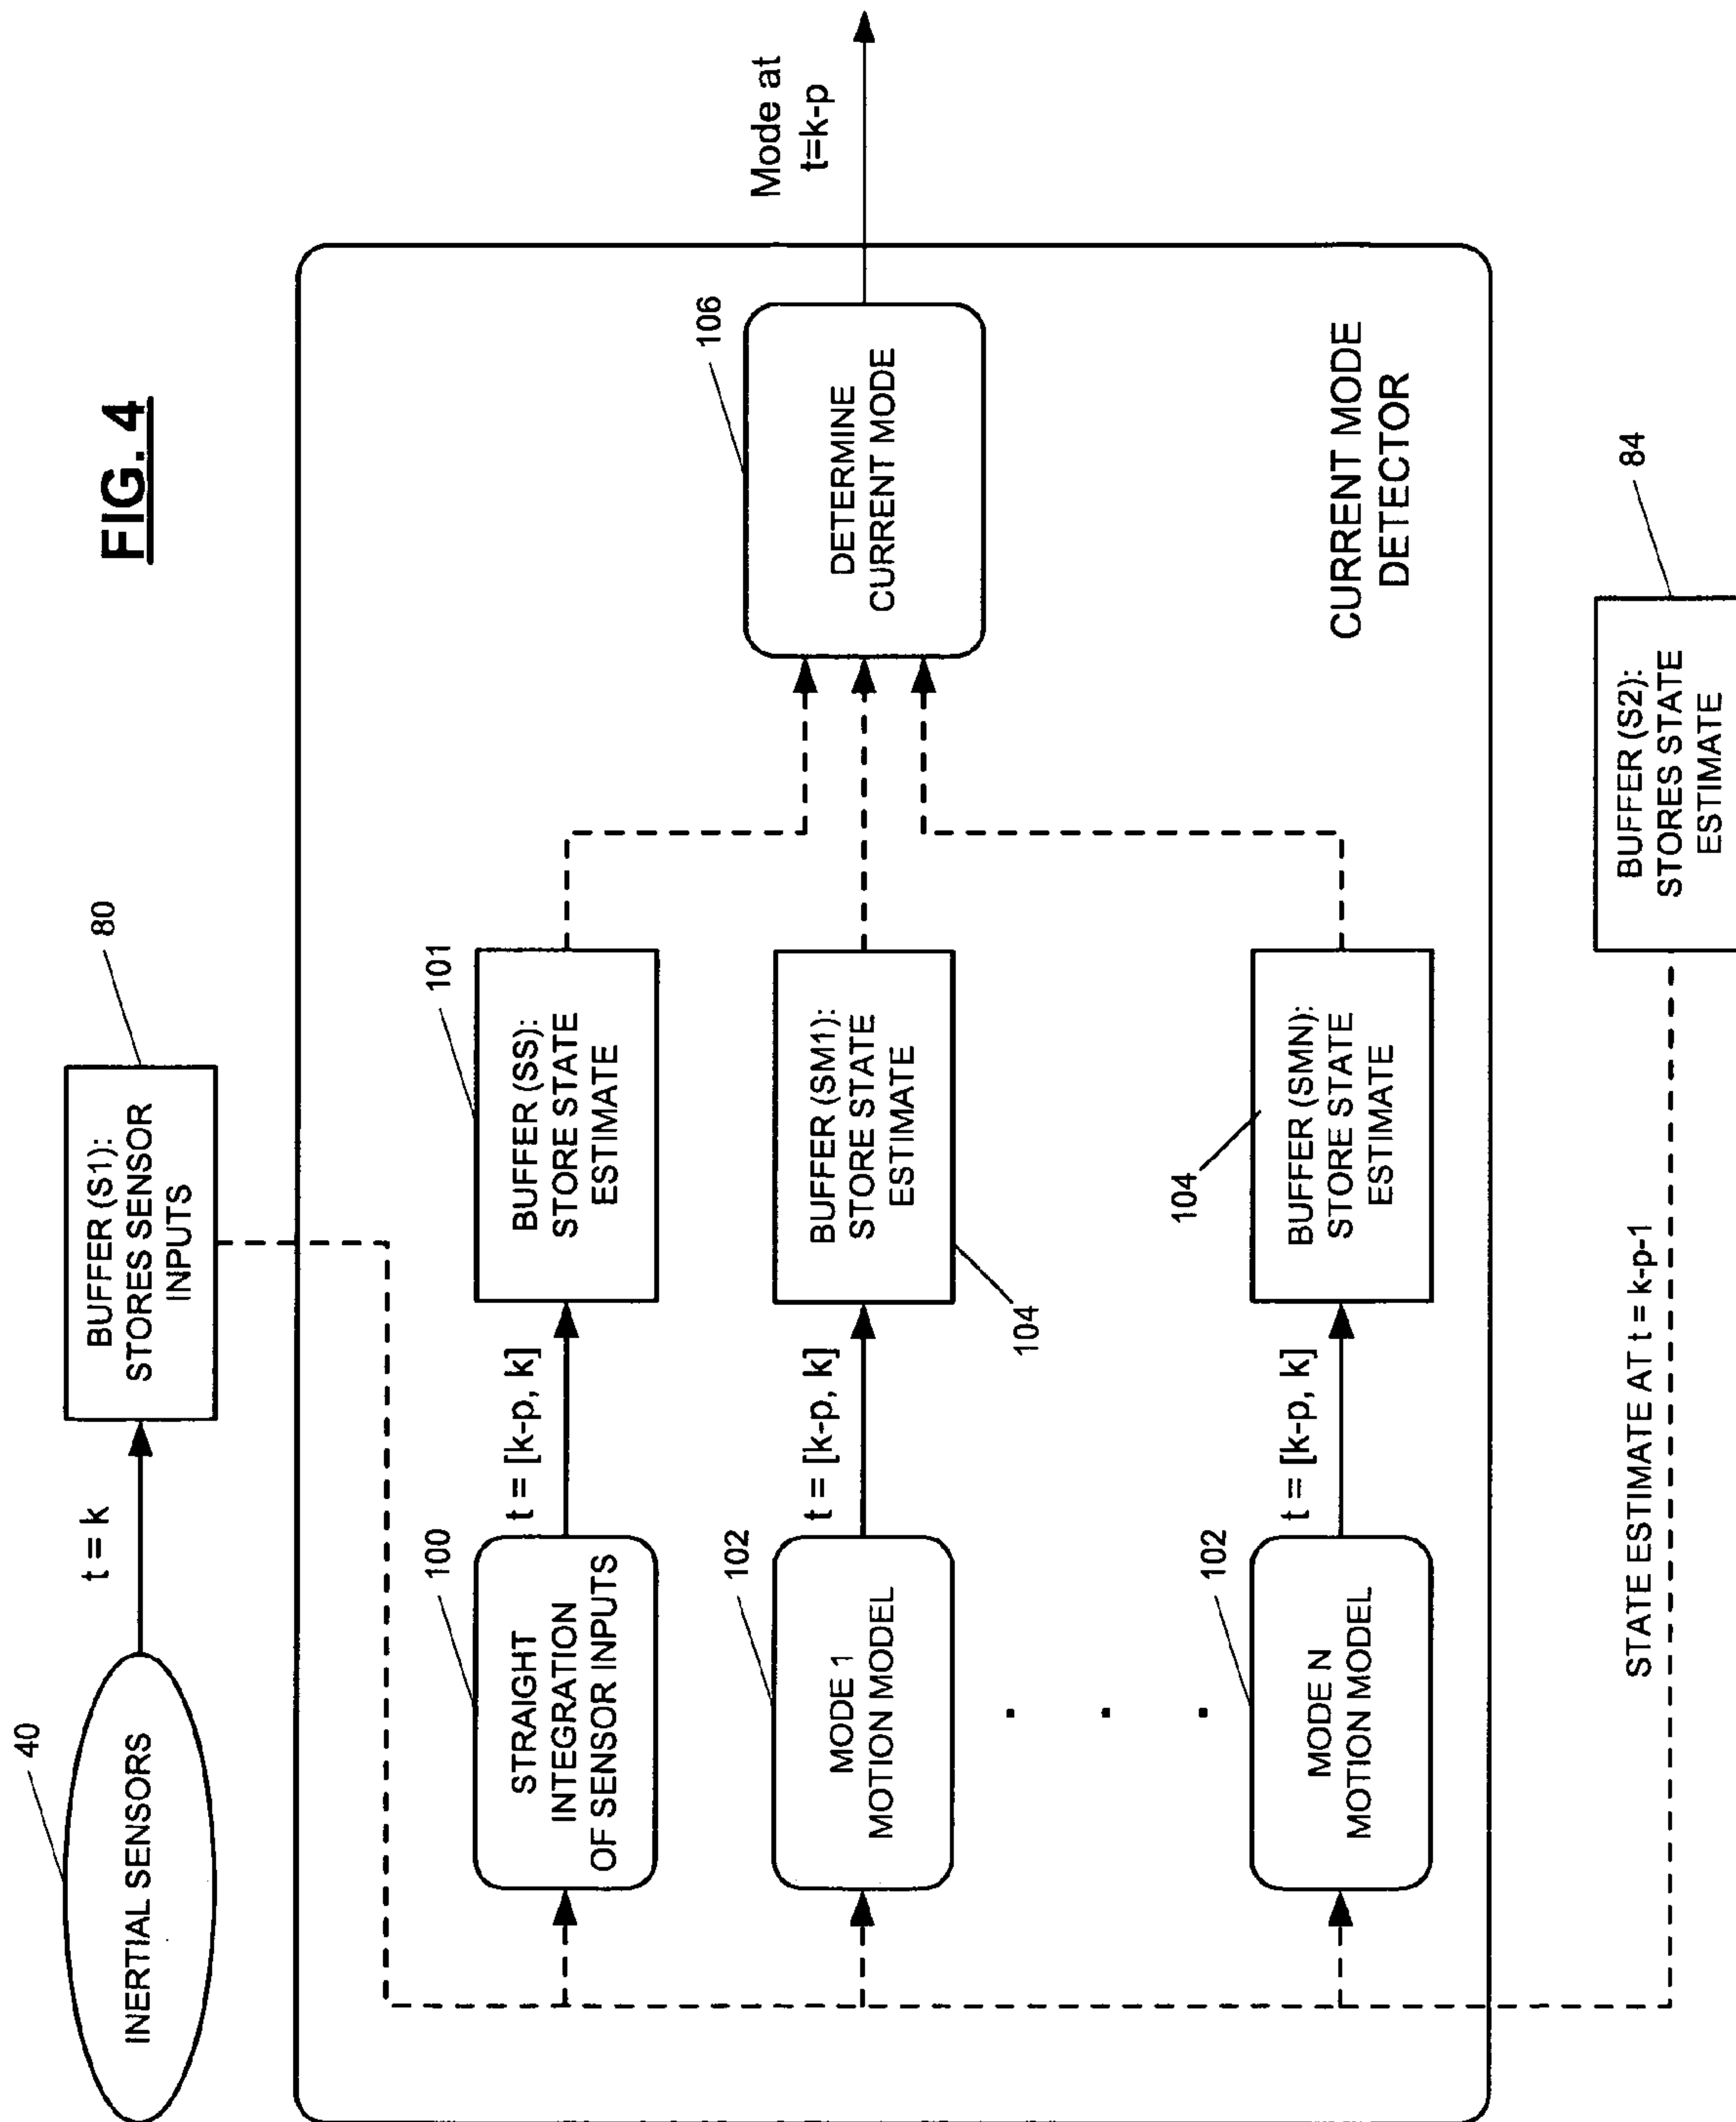 FIG. 4
40
INERTIAL SENSORS
t = k
80
BUFFER (S1):
STORES SENSOR
INPUTS
100
STRAIGHT
INTEGRATION
OF SENSOR INPUTS
t = [k-p, k]
101
BUFFER (SS):
STORE STATE
ESTIMATE
102
MODE 1
MOTION MODEL
t = [k-p, k]
BUFFER (SM1):
STORE STATE
ESTIMATE
104
. . .
102
MODE N
MOTION MODEL
t = [k-p, k]
104
BUFFER (SMN):
STORE STATE
ESTIMATE
106
DETERMINE
CURRENT MODE
Mode at
t=k-p
CURRENT MODE
DETECTOR
STATE ESTIMATE AT t = k-p-1
84
BUFFER (S2):
STORES STATE
ESTIMATE